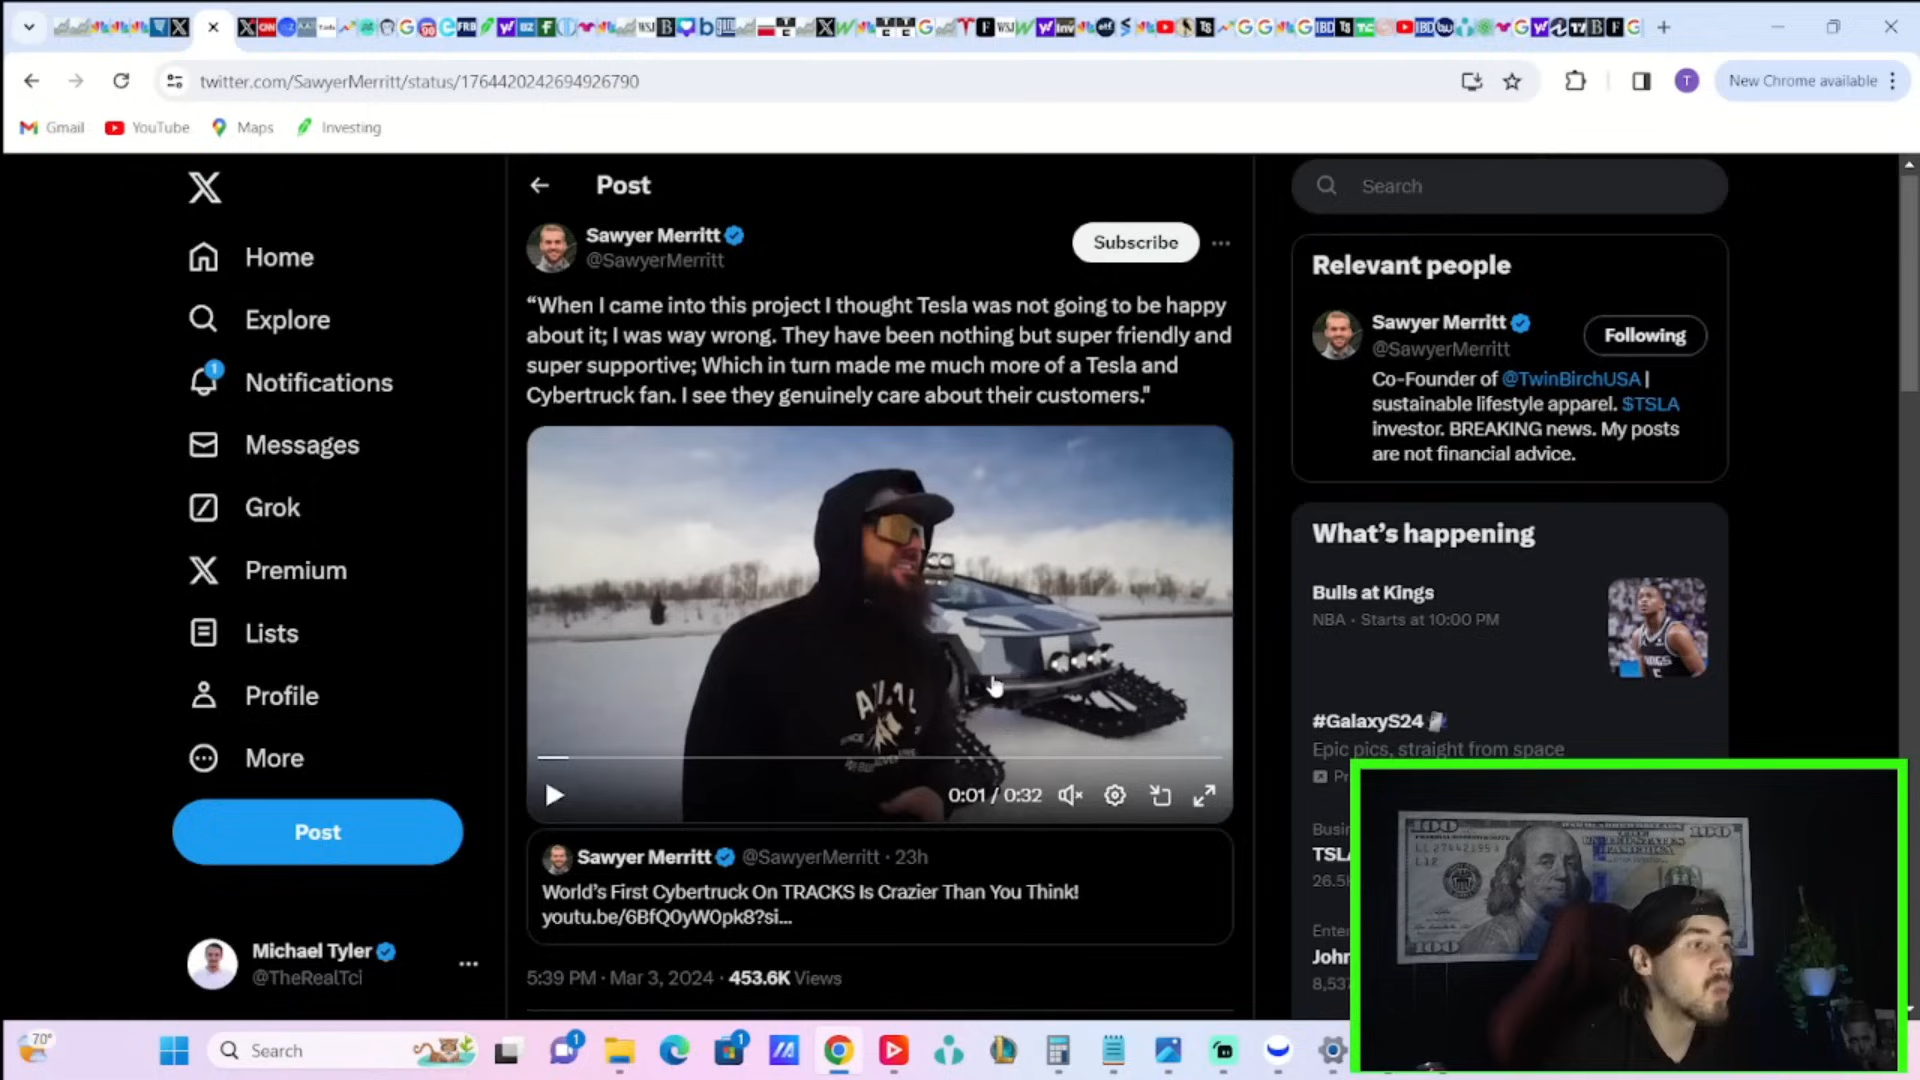 twitter.com/SawyerMerritt/status/1764420242694926790
T
New Chrome available
Gmail
YouTube
Maps
Investing
Home
Explore
1
Notifications
Messages
Grok
Premium
Lists
Profile
More
Post
Michael Tyler
@TheRealTci
Post
Sawyer Merritt
@SawyerMerritt
Subscribe
“When I came into this project I thought Tesla was not going to be happy
about it; I was way wrong. They have been nothing but super friendly and
super supportive; Which in turn made me much more of a Tesla and
Cybertruck fan. I see they genuinely care about their customers."
0:01 / 0:32
Sawyer Merritt @SawyerMerritt · 23h
World’s First Cybertruck On TRACKS Is Crazier Than You Think!
youtu.be/6BfQ0yW0pk8?si...
5:39 PM · Mar 3, 2024 · 453.6K Views
Search
Relevant people
Sawyer Merritt
@SawyerMerritt
Following
Co-Founder of @TwinBirchUSA |
sustainable lifestyle apparel. $TSLA
investor. BREAKING news. My posts
are not financial advice.
What’s happening
Bulls at Kings
NBA · Starts at 10:00 PM
#GalaxyS24
Epic pics, straight from space
100
100
100
70°
Search
1
1